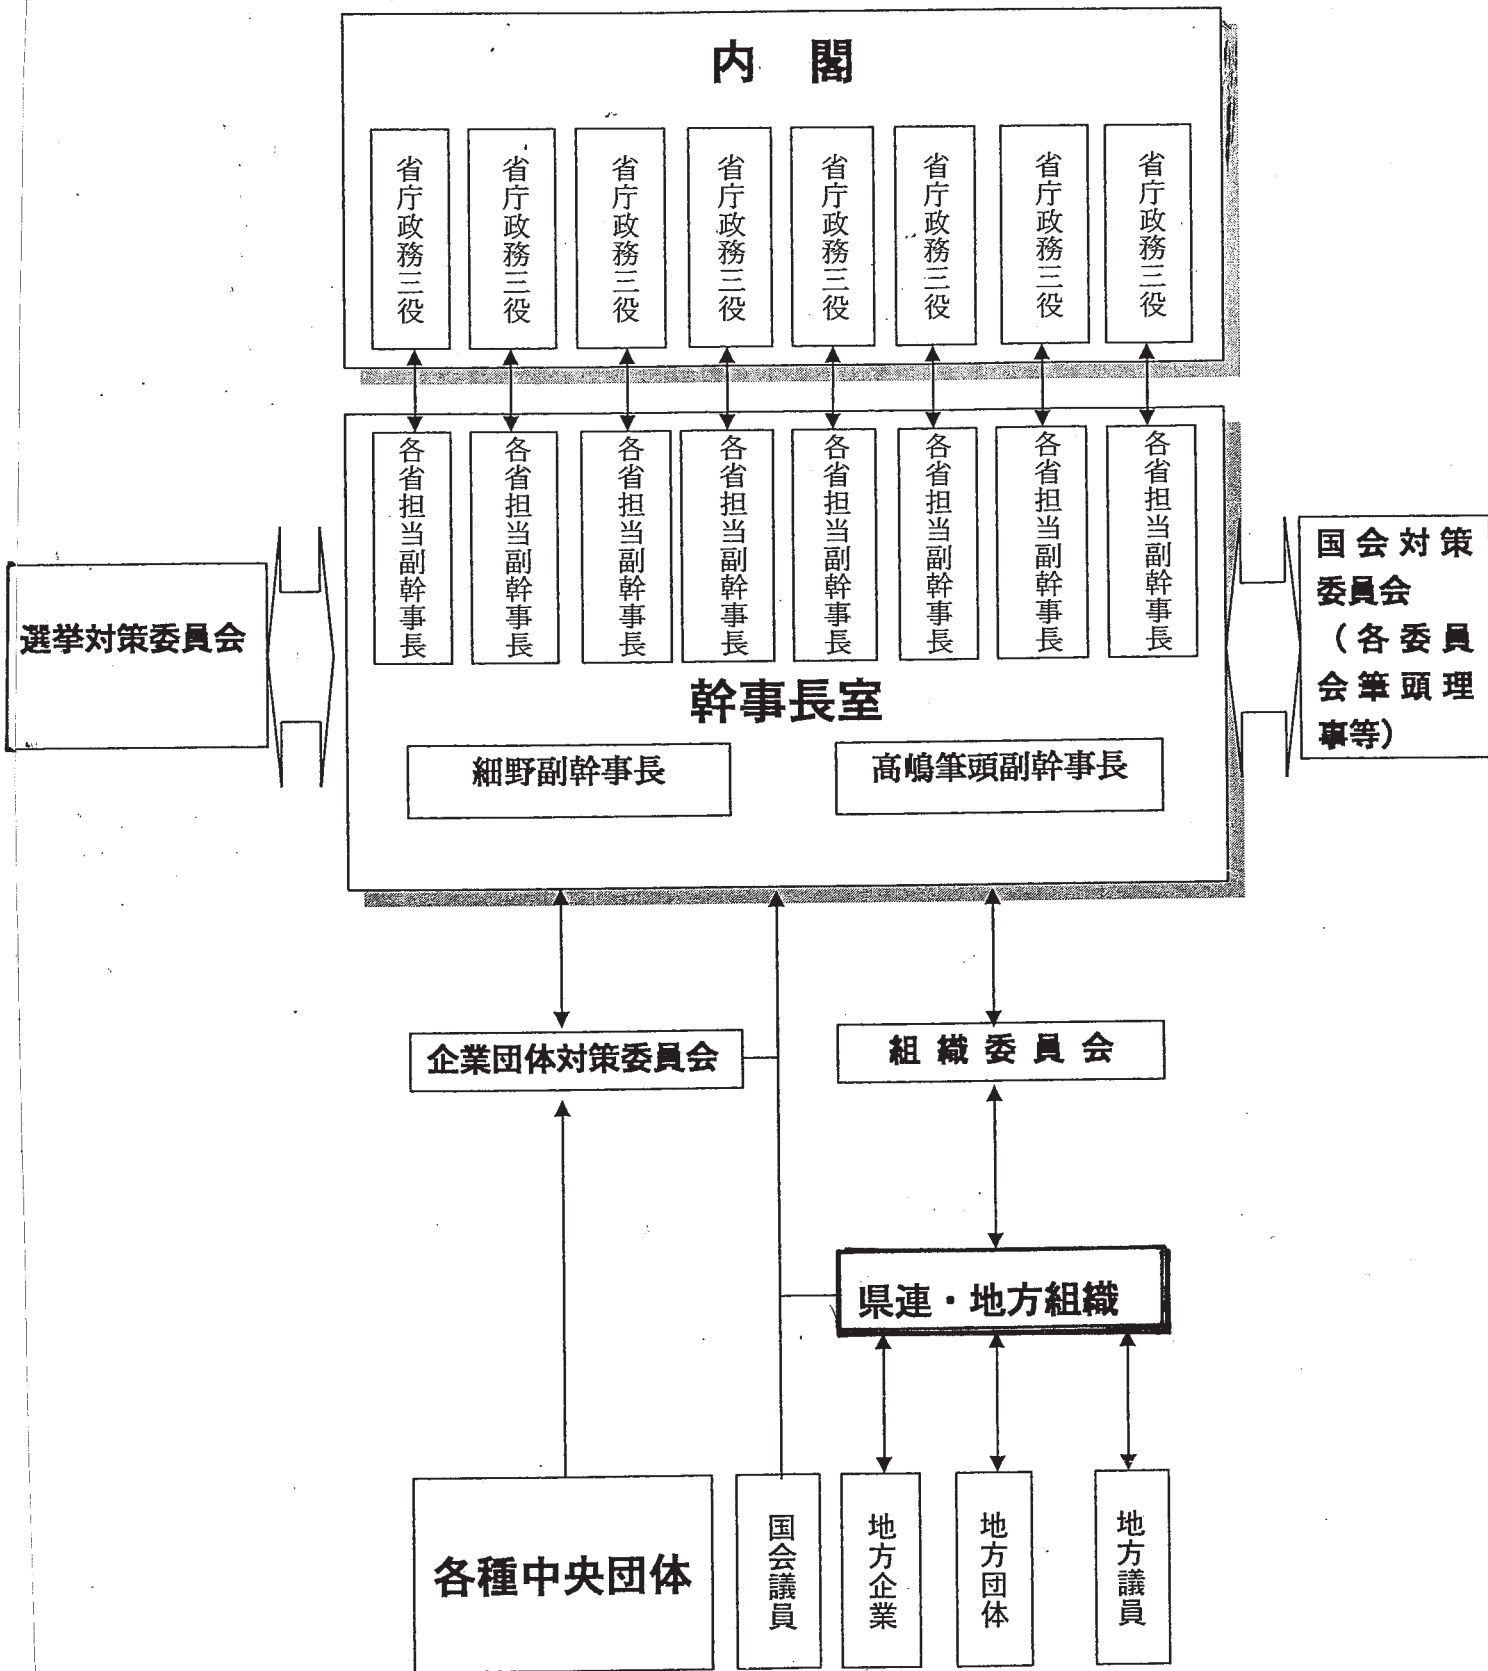 内　閣
省庁政務三役
省庁政務三役
省庁政務三役
省庁政務三役
省庁政務三役
省庁政務三役
省庁政務三役
省庁政務三役
各省担当副幹事長
各省担当副幹事長
各省担当副幹事長
各省担当副幹事長
各省担当副幹事長
各省担当副幹事長
各省担当副幹事長
各省担当副幹事長
選挙対策委員会
国会対策
委員会
（各委員
会筆頭理
事等）
幹事長室
細野副幹事長
高嶋筆頭副幹事長
企業団体対策委員会
組織委員会
県連・地方組織
各種中央団体
国会議員
地方企業
地方団体
地方議員